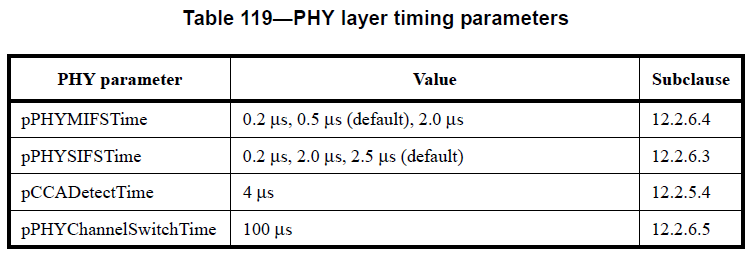 Table 119—PHY layer timing parameters
PHY parameter Value Subclause
pPHYMIFSTime 0.2 μs, 0.5 μs (default), 2.0 μs 12.2.6.4
pPHYSIFSTime 0.2 μs, 2.0 μs, 2.5 μs (default) 12.2.6.3
pCCADetectTime 4 μs 12.2.5.4
pPHYChannelSwitchTime 100 μs 12.2.6.5